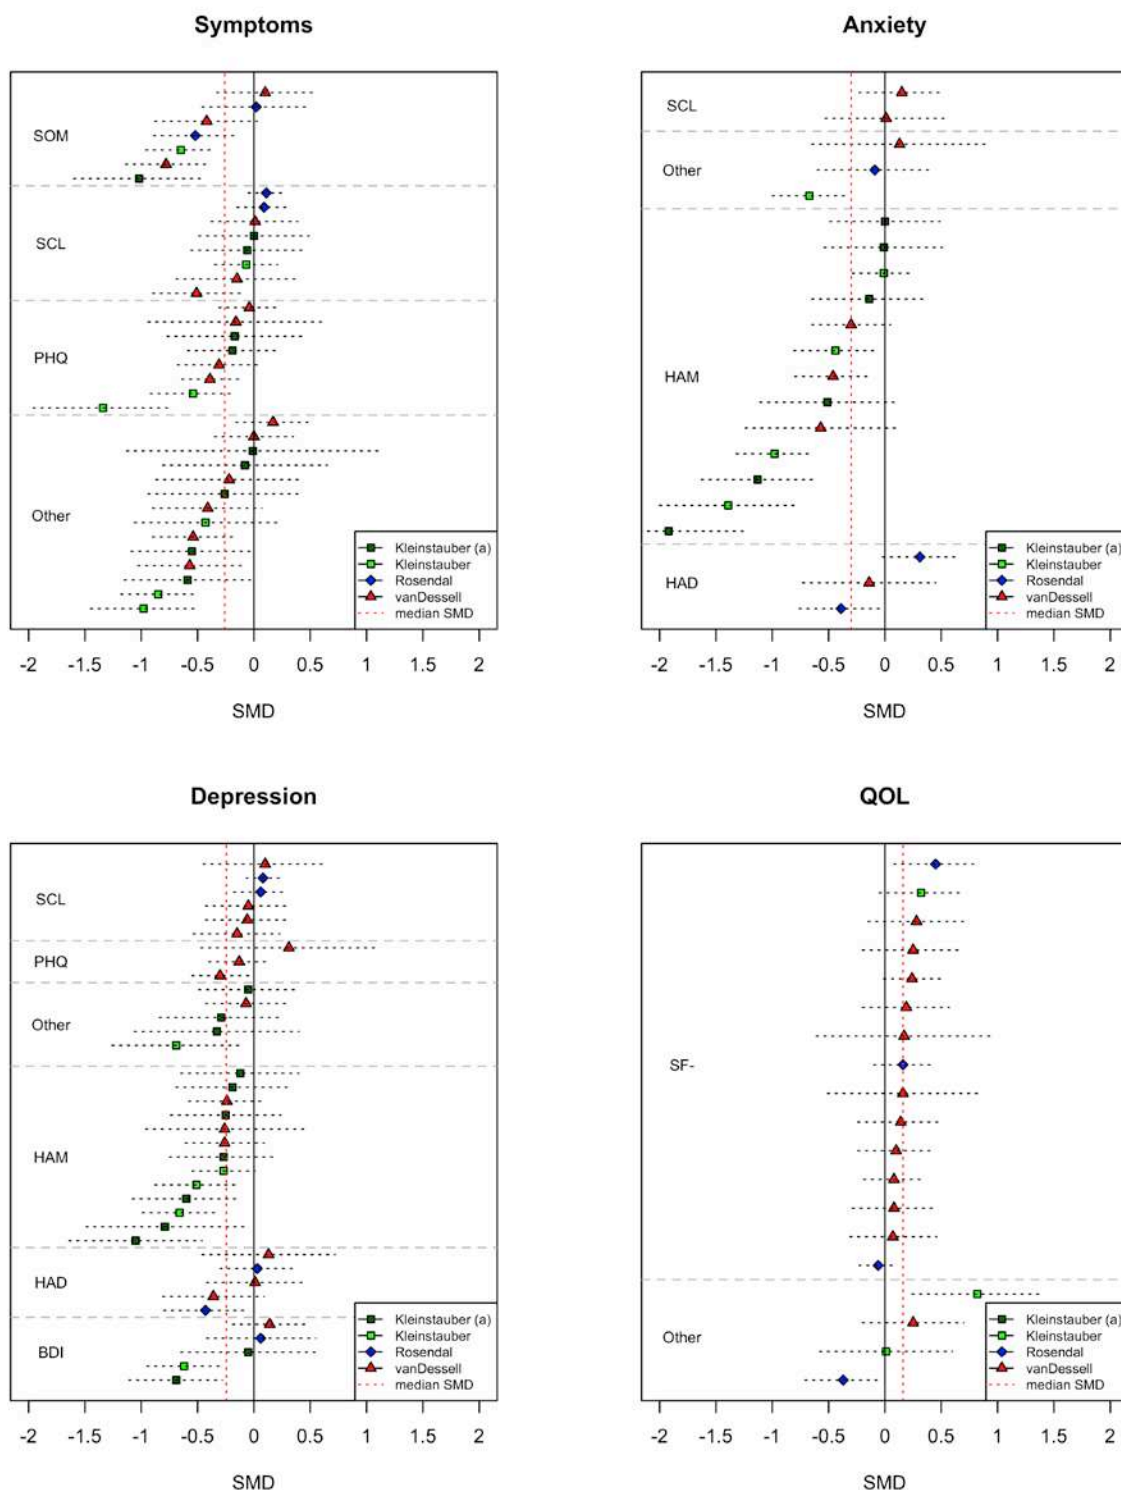 Symptoms
SOM
SCL
PHQ
Other
Kleinstauber (a)
Kleinstauber
Rosendal
vanDessell
median SMD
-2 -1.5 -1 -0.5 0 0.5 1 1.5 2
SMD
Anxiety
SCL
Other
HAM
HAD
Kleinstauber (a)
Kleinstauber
Rosendal
vanDessell
median SMD
-2 -1.5 -1 -0.5 0 0.5 1 1.5 2
SMD
Depression
SCL
PHQ
Other
HAM
HAD
BDI
Kleinstauber (a)
Kleinstauber
Rosendal
vanDessell
median SMD
-2 -1.5 -1 -0.5 0 0.5 1 1.5 2
SMD
QOL
SF-
Other
Kleinstauber (a)
Kleinstauber
Rosendal
vanDessell
median SMD
-2 -1.5 -1 -0.5 0 0.5 1 1.5 2
SMD